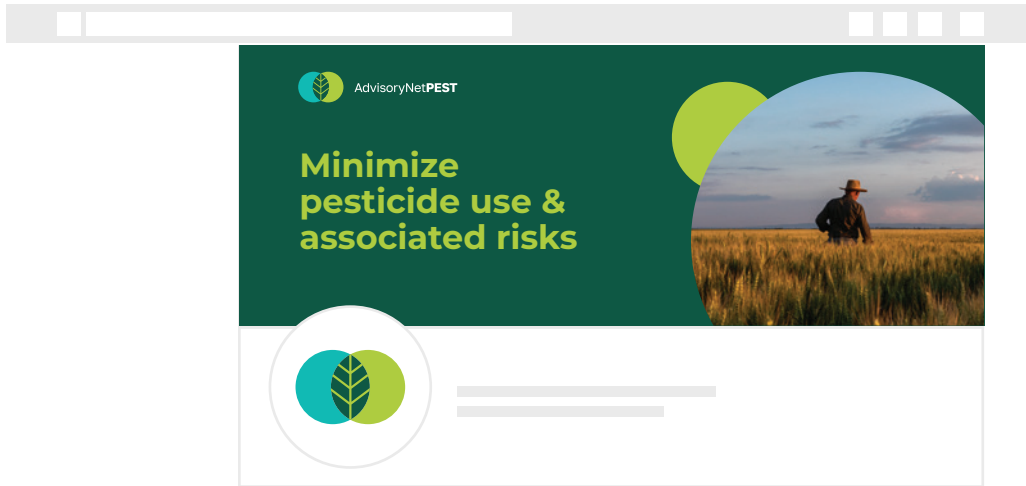 AdvisoryNetPEST
Minimize
pesticide use &
associated risks